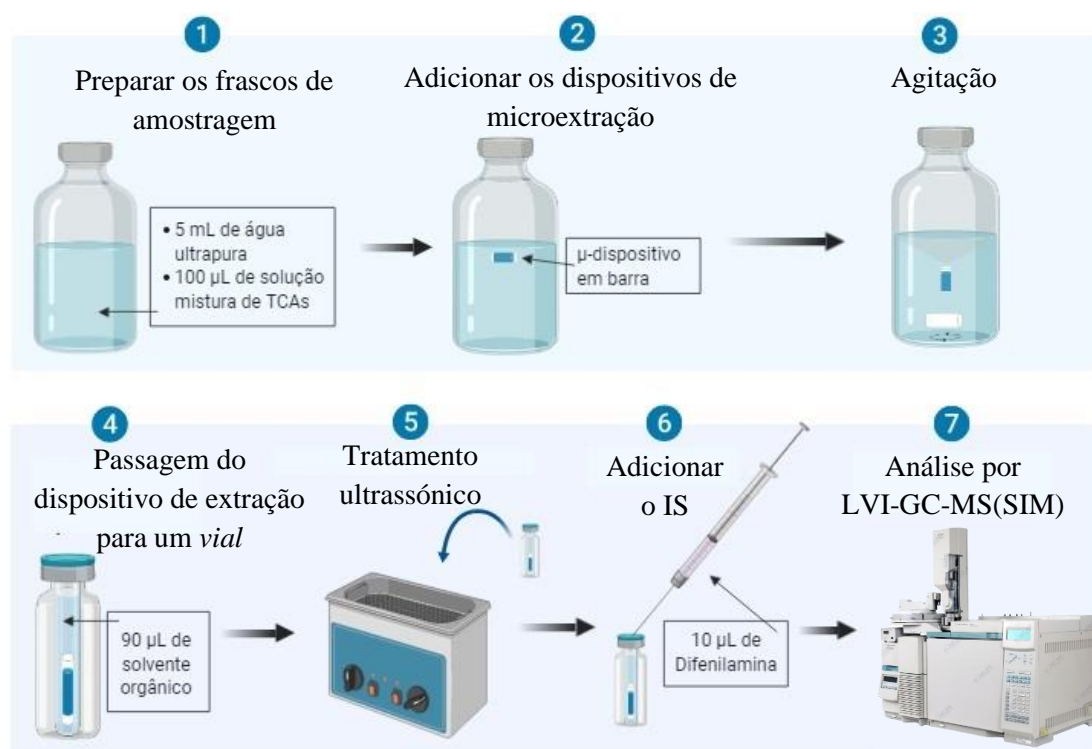 1
Preparar os frascos de
amostragem
• 5 mL de água
ultrapura
• 100 µL de solução
mistura de TCAs
2
Adicionar os dispositivos de
microextração
µ-dispositivo
em barra
3
Agitação
4
Passagem do
dispositivo de extração
para um vial
90 µL de
solvente
orgânico
5
Tratamento
ultrassónico
6
Adicionar
o IS
10 µL de
Difenilamina
7
Análise por
LVI-GC-MS(SIM)